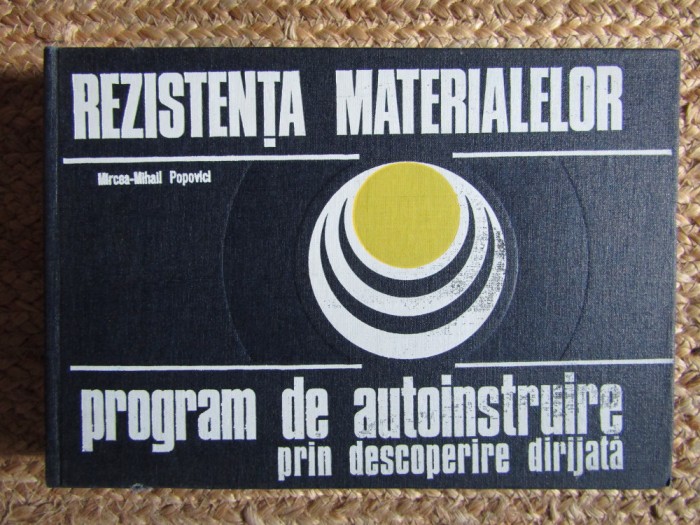 REZISTENȚA MATERIALELOR
Mircea-Mihail Popovici
program de autoinstruire
prin descoperire dirijată